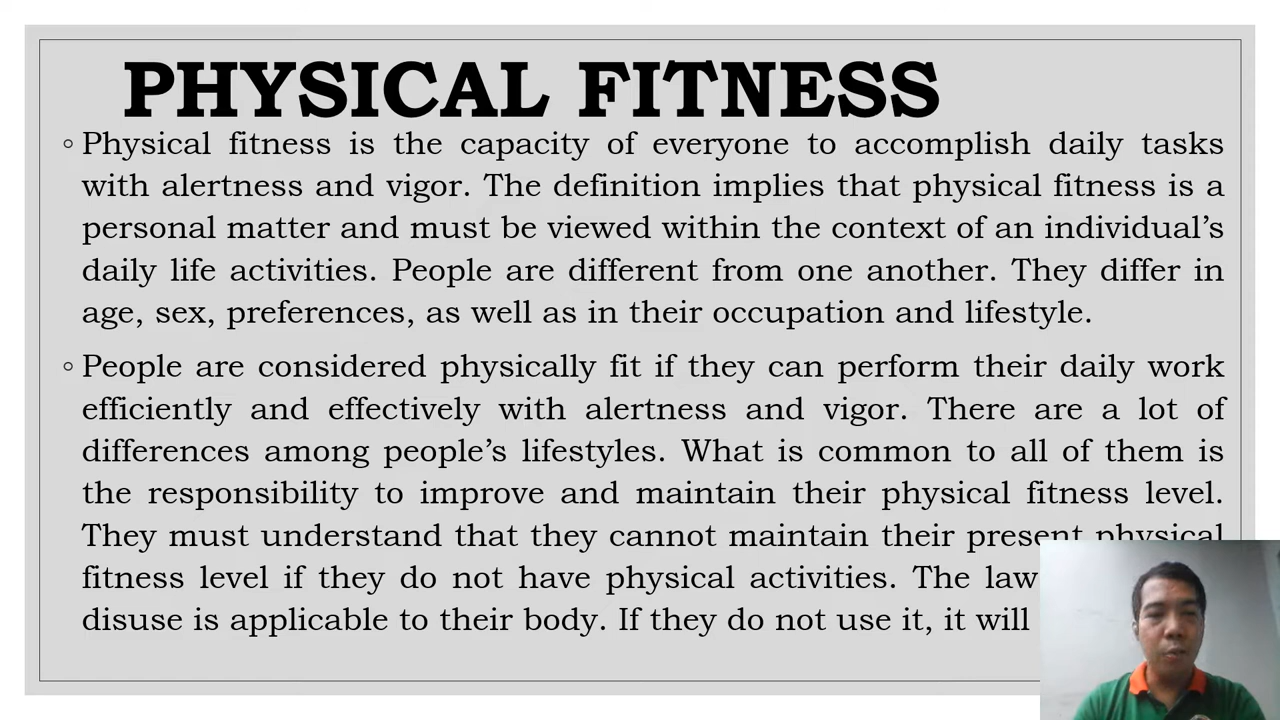 PHYSICAL FITNESS
◦ Physical fitness is the capacity of everyone to accomplish daily tasks
with alertness and vigor. The definition implies that physical fitness is a
personal matter and must be viewed within the context of an individual’s
daily life activities. People are different from one another. They differ in
age, sex, preferences, as well as in their occupation and lifestyle.
◦ People are considered physically fit if they can perform their daily work
efficiently and effectively with alertness and vigor. There are a lot of
differences among people’s lifestyles. What is common to all of them is
the responsibility to improve and maintain their physical fitness level.
They must understand that they cannot maintain their present physical
fitness level if they do not have physical activities. The law
disuse is applicable to their body. If they do not use it, it will